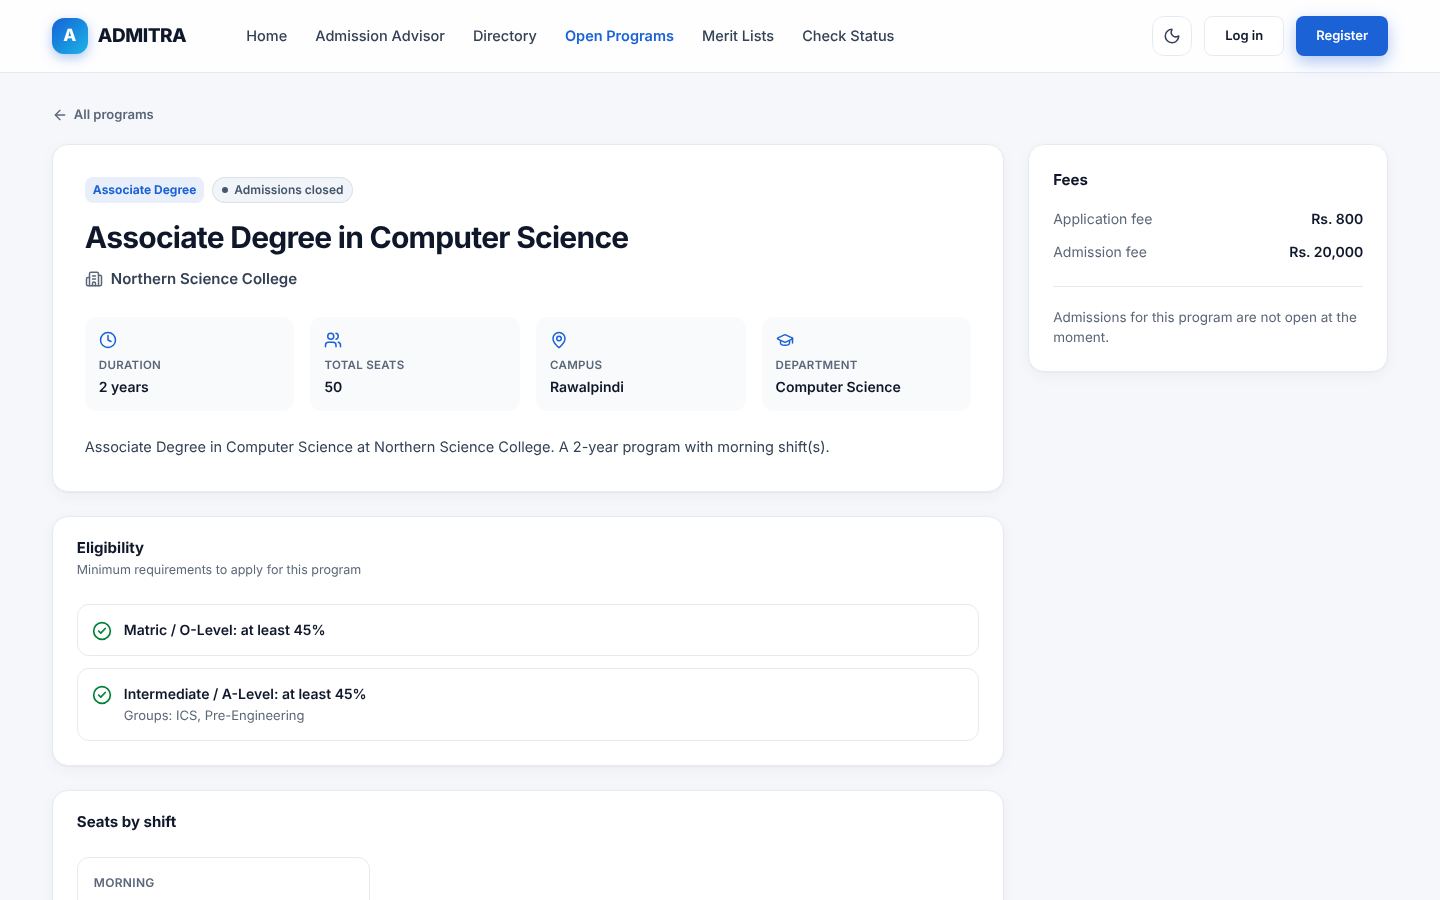 A ADMITRA Home Admission Advisor Directory Open Programs Merit Lists Check Status Log in Register
All programs
Associate Degree Admissions closed
Associate Degree in Computer Science
Northern Science College
DURATION
2 years
TOTAL SEATS
50
CAMPUS
Rawalpindi
DEPARTMENT
Computer Science
Associate Degree in Computer Science at Northern Science College. A 2-year program with morning shift(s).
Fees
Application fee Rs. 800
Admission fee Rs. 20,000
Admissions for this program are not open at the
moment.
Eligibility
Minimum requirements to apply for this program
Matric / O-Level: at least 45%
Intermediate / A-Level: at least 45%
Groups: ICS, Pre-Engineering
Seats by shift
MORNING